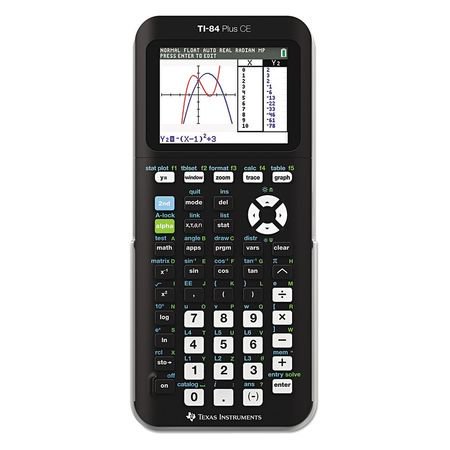 TI-84 Plus CE
NORMAL FLOAT AUTO REAL RADIAN MP
PRESS ENTER TO EDIT
X Y2
0 2
1 3
2 2
3 -1
4 -6
5 -13
6 -22
7 -33
8 -46
9 -61
10 -78
Y2=-(X-1)²+3
stat plot f1 tblset f2 format f3 calc f4 table f5
y= window zoom trace graph
quit ins
2nd mode del
A-lock link list
alpha X,T,θ,n stat
test A angle B draw C distr
math apps prgm vars clear
matrix D sin⁻¹ E cos⁻¹ F tan⁻¹ G π H
x⁻¹ sin cos tan ^
√ I EE J { K } L e M
x² , ( ) ÷
10ˣ N u O v P w Q [
log 7 8 9 ×
eˣ S L4 T L5 U L6 V ]
ln 4 5 6 −
rcl X L1 Y L2 Z L3 θ mem "
sto→ 1 2 3 +
off catalog i ans ? entry solve
on 0 . (-) enter
TEXAS INSTRUMENTS